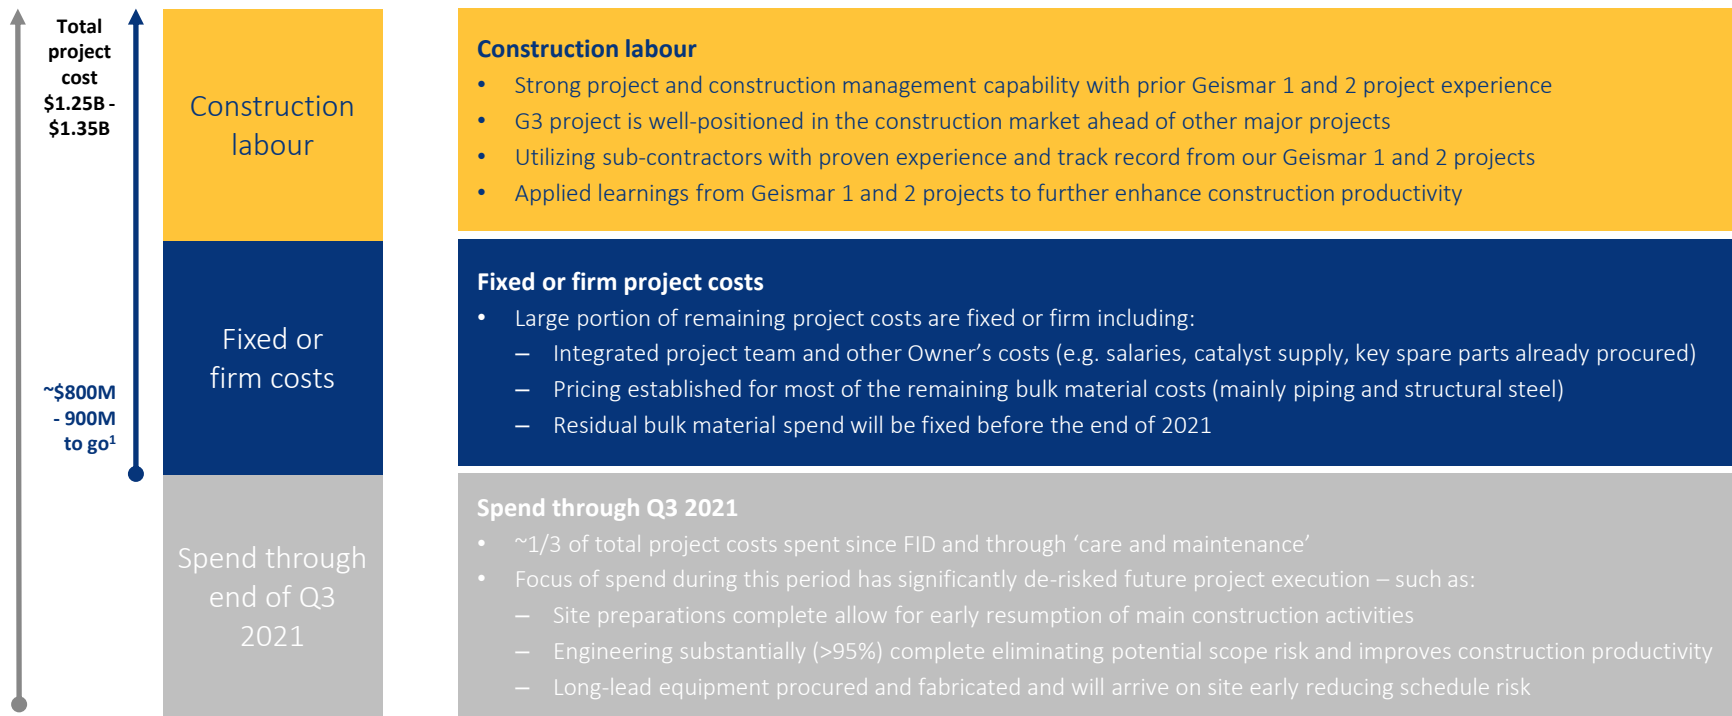 Total
project
cost
$1.25B -
$1.35B
~$800M
- 900M
to go¹
Construction
labour
Fixed or
firm costs
Spend through
end of Q3
2021
Construction labour
• Strong project and construction management capability with prior Geismar 1 and 2 project experience
• G3 project is well-positioned in the construction market ahead of other major projects
• Utilizing sub-contractors with proven experience and track record from our Geismar 1 and 2 projects
• Applied learnings from Geismar 1 and 2 projects to further enhance construction productivity
Fixed or firm project costs
• Large portion of remaining project costs are fixed or firm including:
– Integrated project team and other Owner’s costs (e.g. salaries, catalyst supply, key spare parts already procured)
– Pricing established for most of the remaining bulk material costs (mainly piping and structural steel)
– Residual bulk material spend will be fixed before the end of 2021
Spend through Q3 2021
• ~1/3 of total project costs spent since FID and through ‘care and maintenance’
• Focus of spend during this period has significantly de-risked future project execution – such as:
– Site preparations complete allow for early resumption of main construction activities
– Engineering substantially (>95%) complete eliminating potential scope risk and improves construction productivity
– Long-lead equipment procured and fabricated and will arrive on site early reducing schedule risk